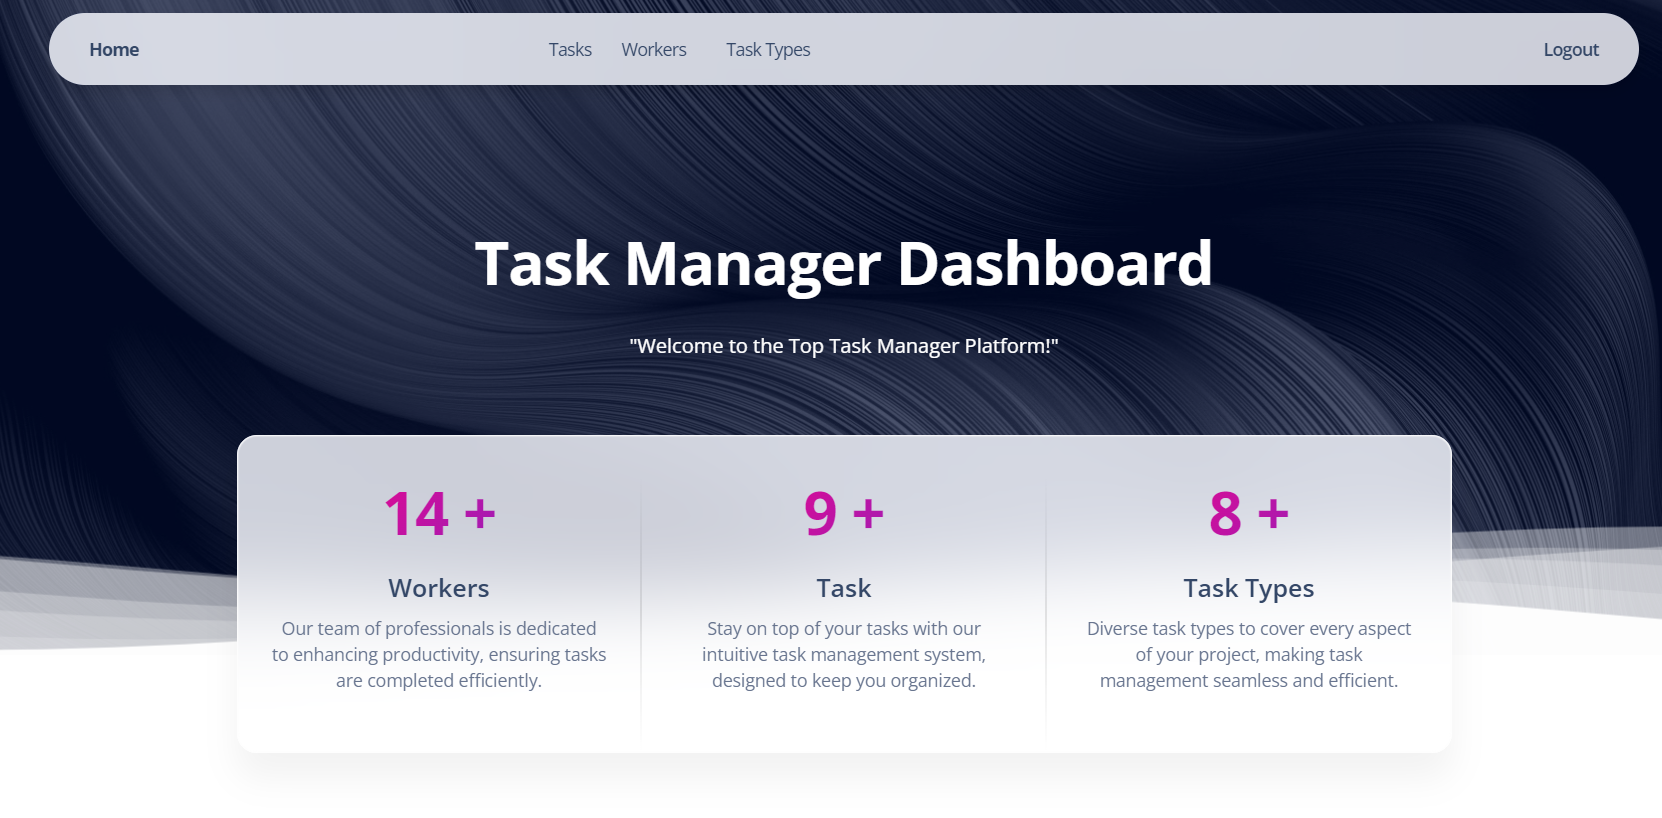 Home Tasks Workers Task Types Logout
Task Manager Dashboard
"Welcome to the Top Task Manager Platform!"
14 +
Workers
Our team of professionals is dedicated
to enhancing productivity, ensuring tasks
are completed efficiently.
9 +
Task
Stay on top of your tasks with our
intuitive task management system,
designed to keep you organized.
8 +
Task Types
Diverse task types to cover every aspect
of your project, making task
management seamless and efficient.